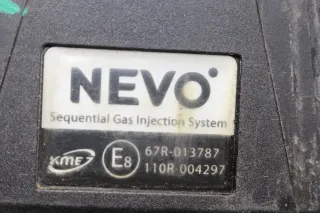 NEVO
Sequential Gas Injection System
KME E8 67R-013787
110R-004297